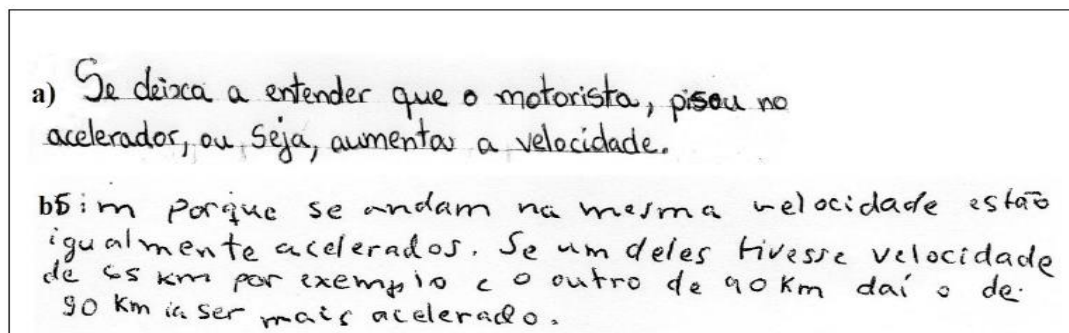 a) Se deixa a entender que o motorista, pisou no
acelerador, ou seja, aumentar a velocidade.
b) Sim porque se andam na mesma velocidade estão
igualmente acelerados. Se um deles tivesse velocidade
de 65 km por exemplo e o outro de 90 Km daí o de
90 Km ia ser mais acelerado.